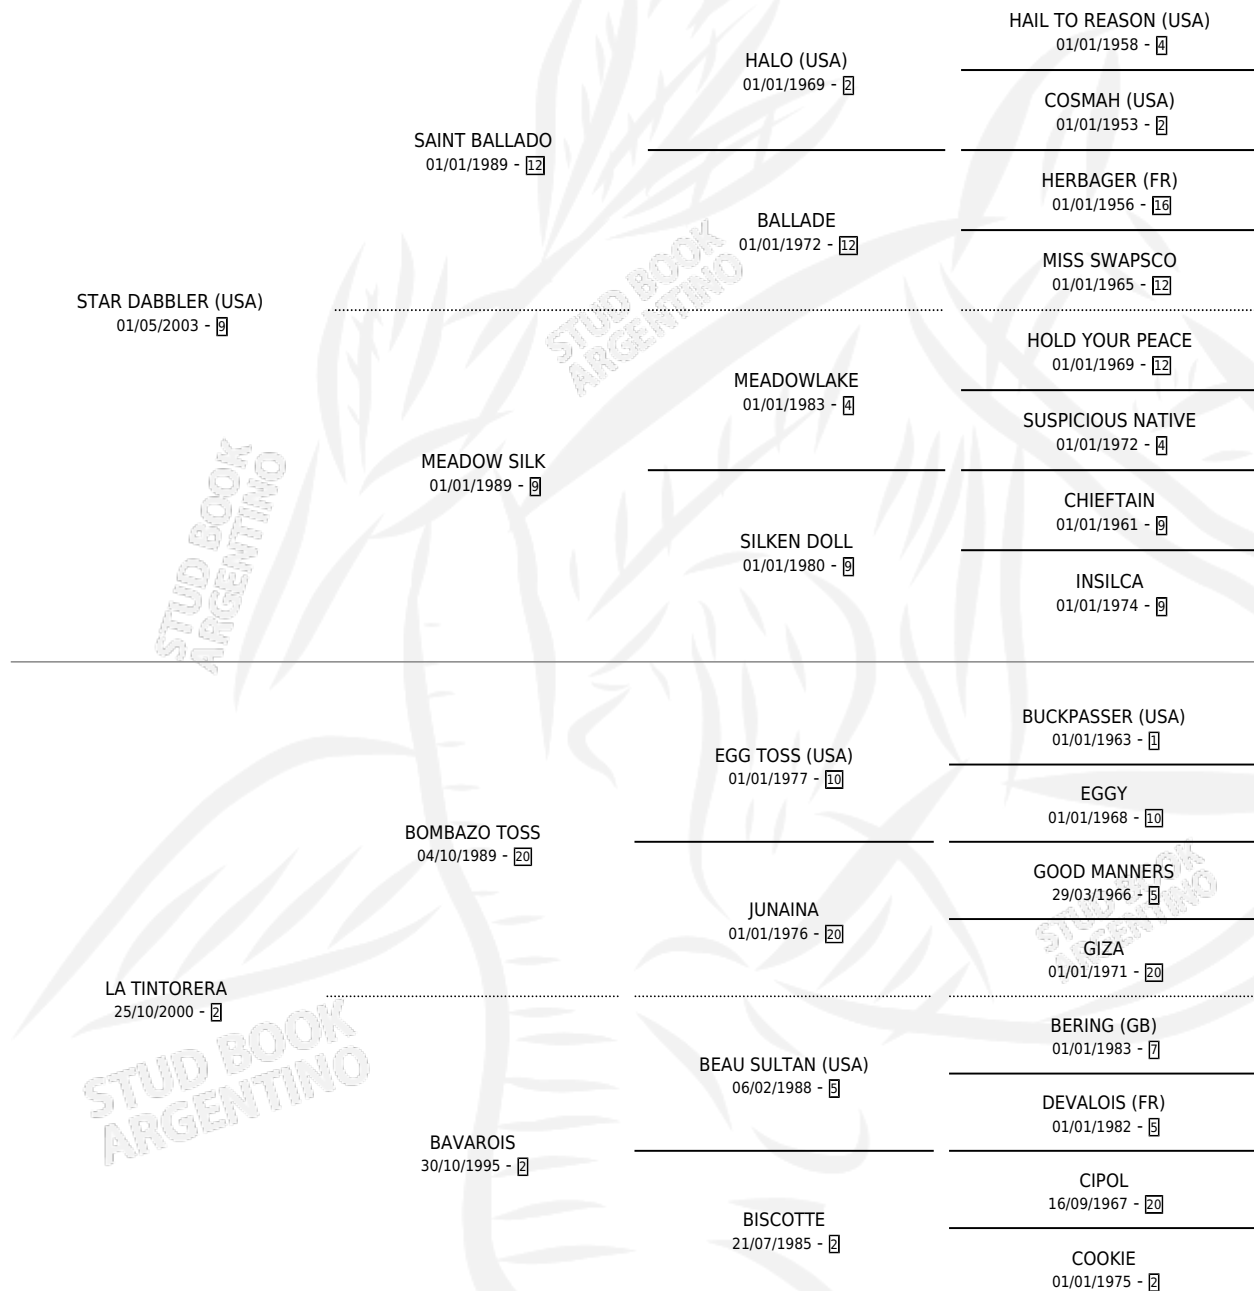 HAIL TO REASON (USA)
01/01/1958 - 4
HALO (USA)
01/01/1969 - 2
COSMAH (USA)
01/01/1953 - 2
SAINT BALLADO
01/01/1989 - 12
HERBAGER (FR)
01/01/1956 - 16
BALLADE
01/01/1972 - 12
MISS SWAPSCO
01/01/1965 - 12
STAR DABBLER (USA)
01/05/2003 - 9
STUD BOOK
ARGENTINO
HOLD YOUR PEACE
01/01/1969 - 12
MEADOWLAKE
01/01/1983 - 4
SUSPICIOUS NATIVE
01/01/1972 - 4
MEADOW SILK
01/01/1989 - 9
CHIEFTAIN
01/01/1961 - 9
SILKEN DOLL
01/01/1980 - 9
INSILCA
01/01/1974 - 9
STUD BOOK
ARGENTINO
BUCKPASSER (USA)
01/01/1963 - 1
EGG TOSS (USA)
01/01/1977 - 10
EGGY
01/01/1968 - 10
BOMBAZO TOSS
04/10/1989 - 20
GOOD MANNERS
29/03/1966 - 5
JUNAINA
01/01/1976 - 20
GIZA
01/01/1971 - 20
STUD BOOK
ARGENTINO
LA TINTORERA
25/10/2000 - 2
STUD BOOK
ARGENTINO
BERING (GB)
01/01/1983 - 7
BEAU SULTAN (USA)
06/02/1988 - 5
DEVALOIS (FR)
01/01/1982 - 5
BAVAROIS
30/10/1995 - 2
CIPOL
16/09/1967 - 20
BISCOTTE
21/07/1985 - 2
COOKIE
01/01/1975 - 2